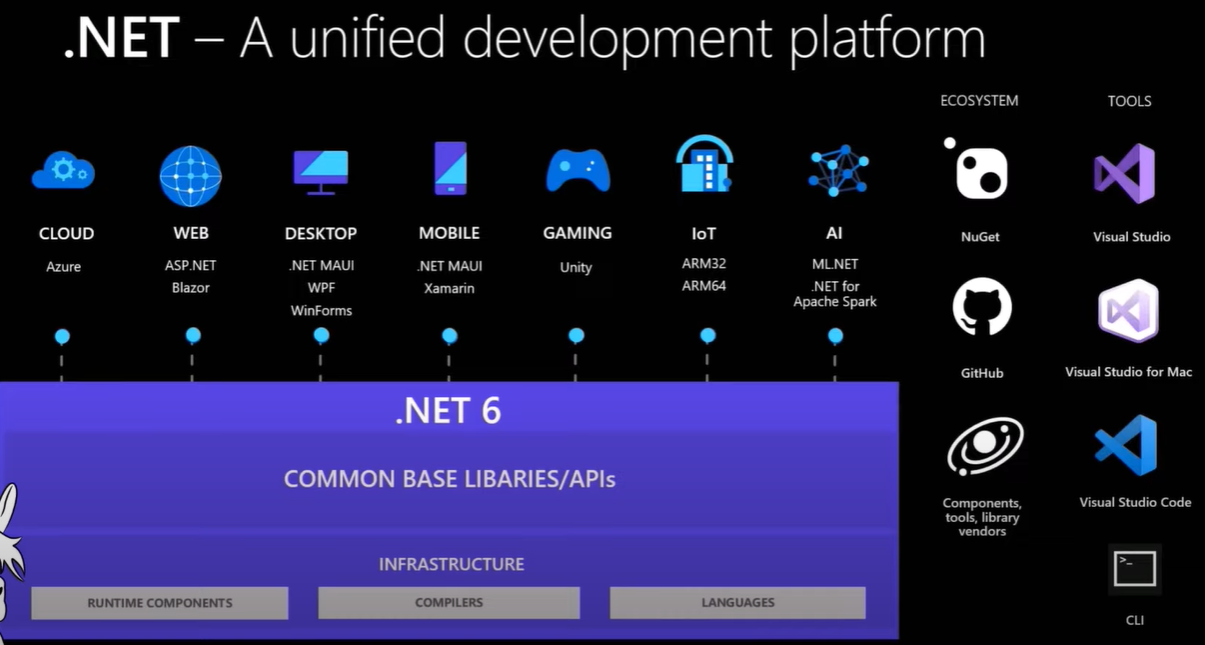 .NET – A unified development platform
ECOSYSTEM
TOOLS
CLOUD
Azure
WEB
ASP.NET
Blazor
DESKTOP
.NET MAUI
WPF
WinForms
MOBILE
.NET MAUI
Xamarin
GAMING
Unity
IoT
ARM32
ARM64
AI
ML.NET
.NET for
Apache Spark
.NET 6
COMMON BASE LIBARIES/APIs
INFRASTRUCTURE
RUNTIME COMPONENTS
COMPILERS
LANGUAGES
NuGet
GitHub
Components,
tools, library
vendors
Visual Studio
Visual Studio for Mac
Visual Studio Code
>_
CLI